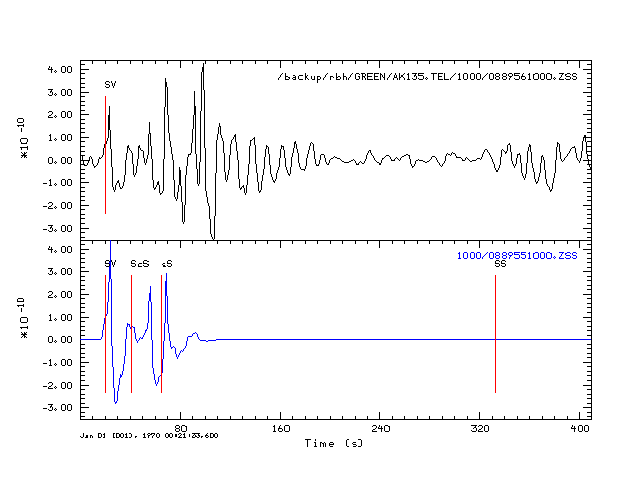 4.00
/backup/rbh/GREEN/AK135.TEL/1000/0889561000.ZSS
SV
3.00
2.00
1.00
0.00
-1.00
-2.00
-3.00
*10 -10
4.00
1000/0889551000.ZSS
SV ScS sS SS
3.00
2.00
1.00
0.00
-1.00
-2.00
-3.00
*10 -10
80 160 240 320 400
Jan 01 (001), 1970 00:21:33.600
Time (s)